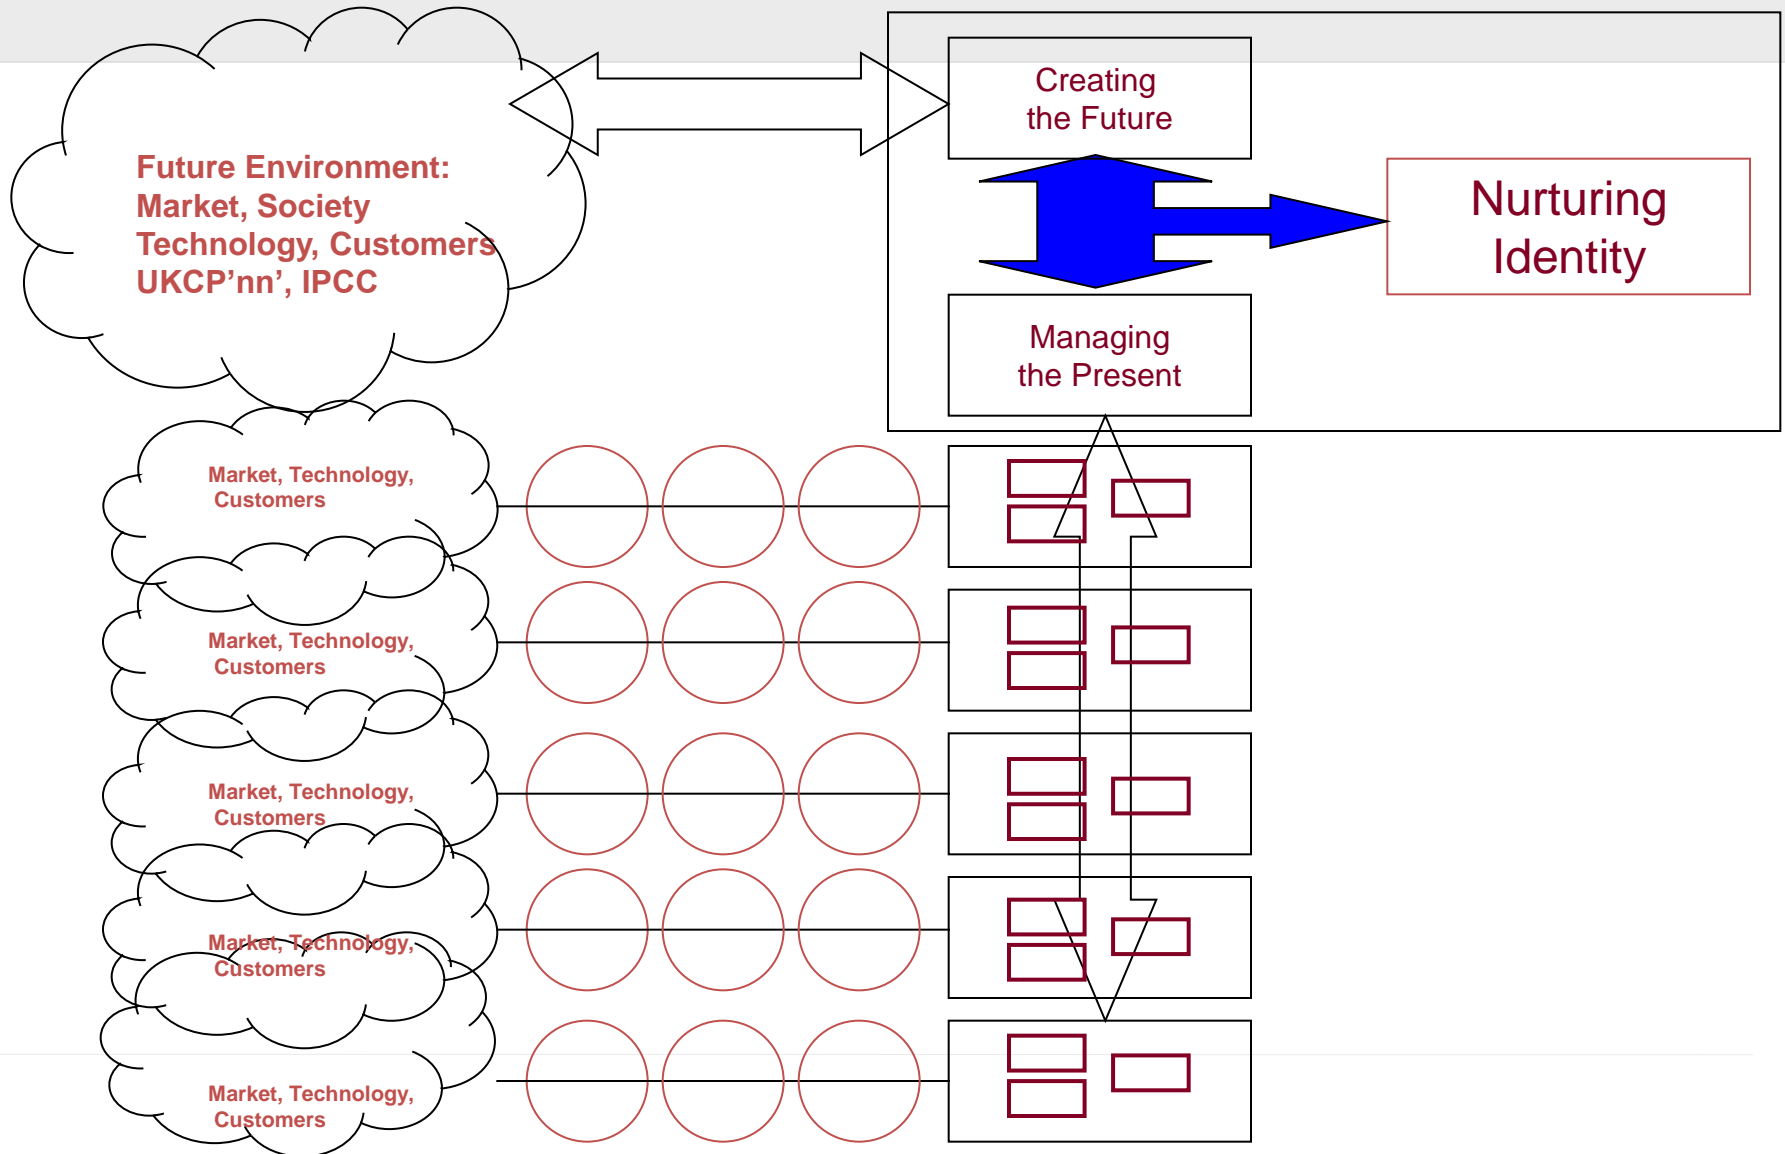 Creating
the Future
Future Environment:
Market, Society
Technology, Customers
UKCP’nn’, IPCC
Nurturing
Identity
Managing
the Present
Market, Technology,
Customers
Market, Technology,
Customers
Market, Technology,
Customers
Market, Technology,
Customers
Market, Technology,
Customers